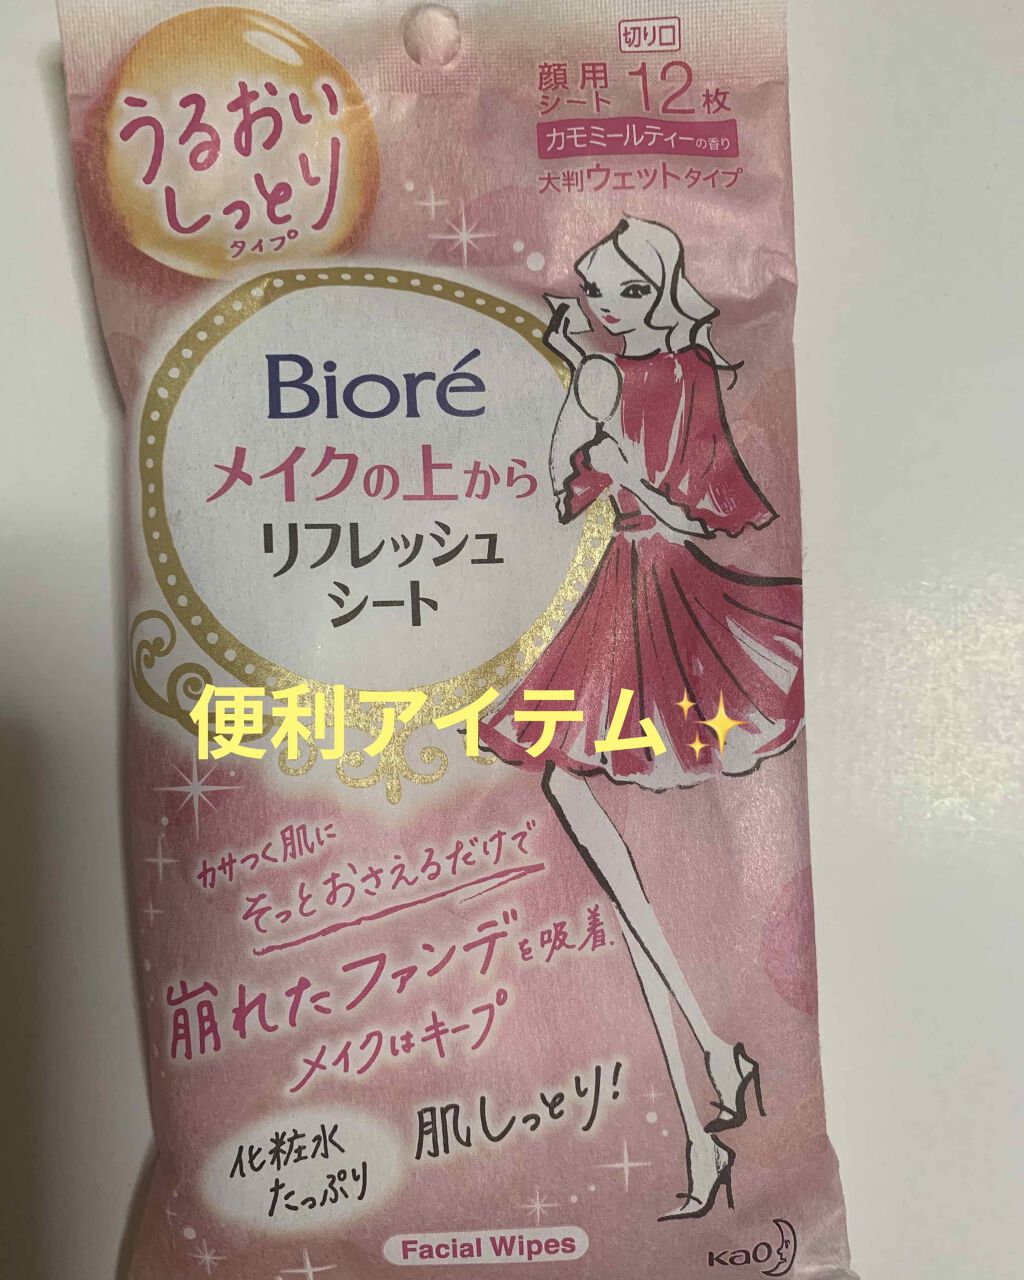 うるおい
しっとり
タイプ
切り口
顔用
シート 12枚
カモミールティーの香り
大判ウェットタイプ
Bioré
メイクの上から
リフレッシュ
シート
便利アイテム✨
カサつく肌に
そっとおさえるだけで
崩れたファンデを吸着、
メイクはキープ
肌しっとり!
化粧水
たっぷり
Facial Wipes
Kao